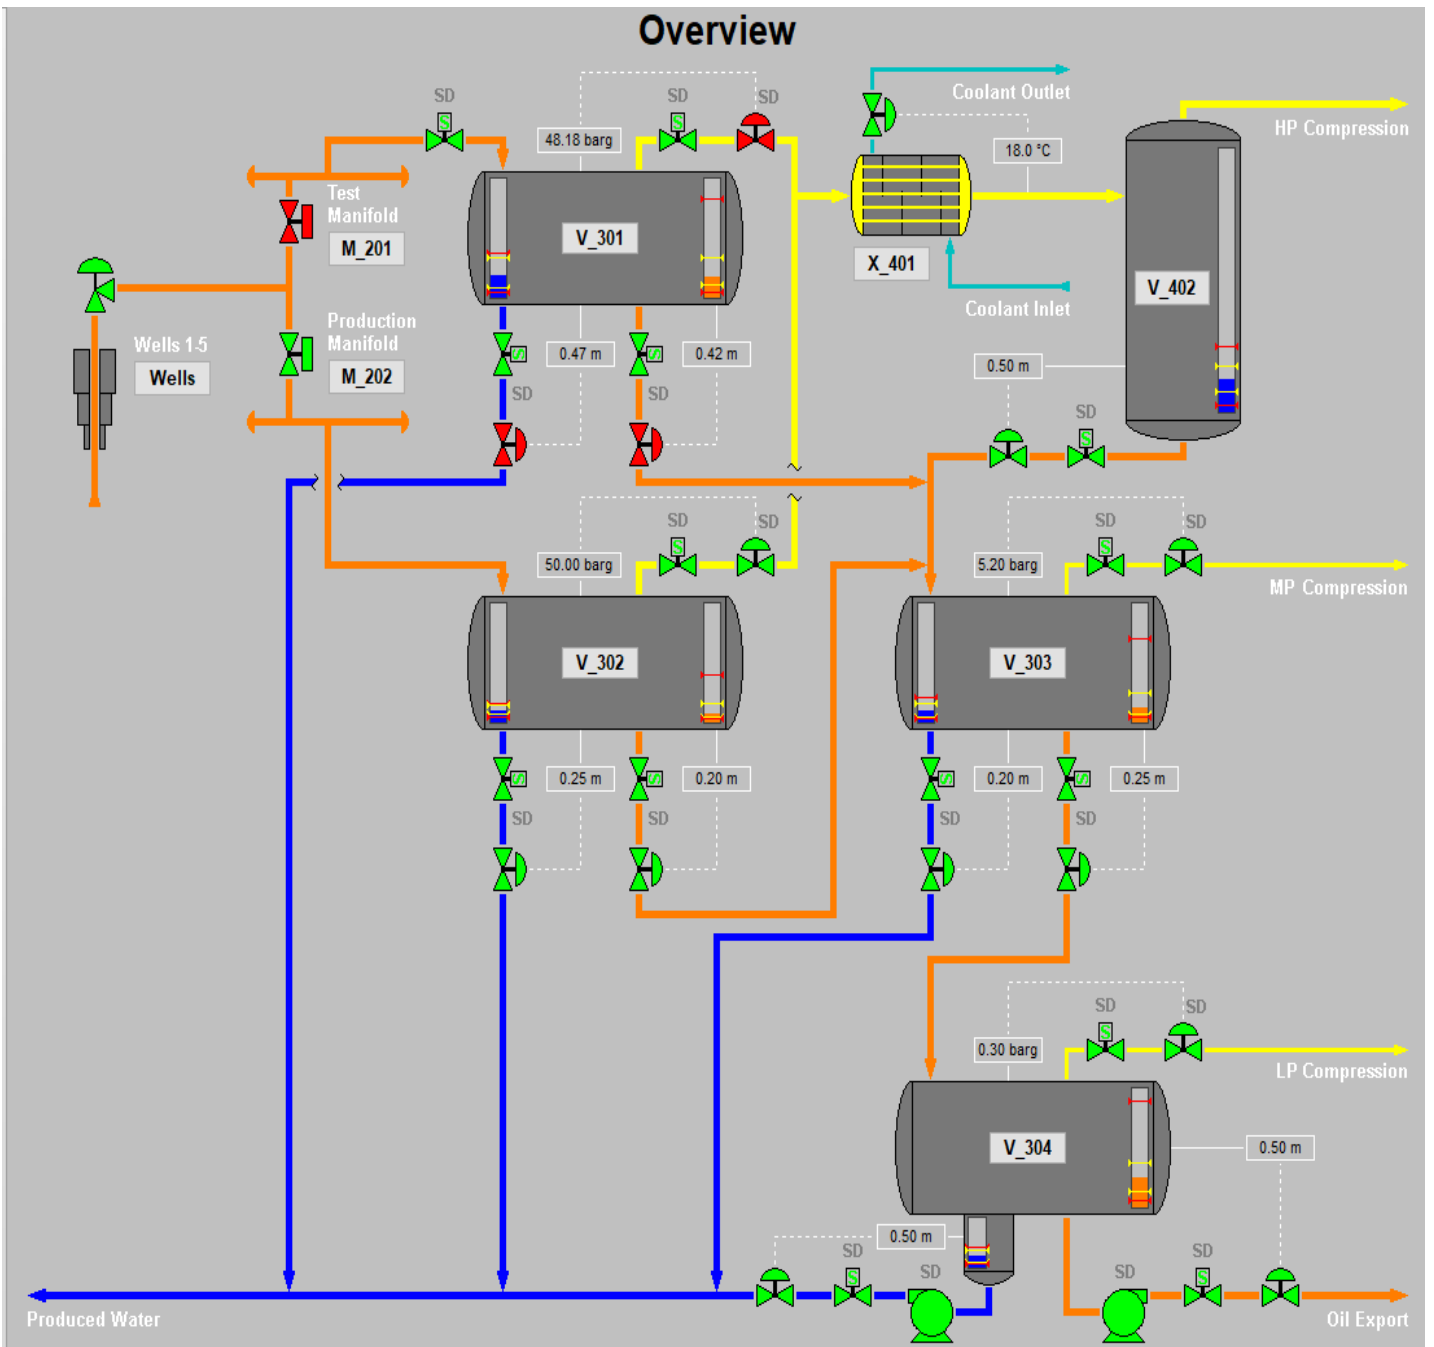 Overview
SD
SD
SD
S
S
Coolant Outlet
HP Compression
48.18 barg
18.0 °C
Test
Manifold
M_201
V_301
X_401
V_402
Coolant Inlet
Production
Manifold
M_202
Wells 1-5
Wells
S
0.47 m
S
0.42 m
0.50 m
SD
SD
SD
S
SD
SD
SD
SD
S
S
50.00 barg
5.20 barg
MP Compression
V_302
V_303
S
0.25 m
S
0.20 m
S
0.20 m
S
0.25 m
SD
SD
SD
SD
SD
SD
S
0.30 barg
LP Compression
V_304
0.50 m
0.50 m
SD
SD
SD
SD
S
S
Produced Water
Oil Export